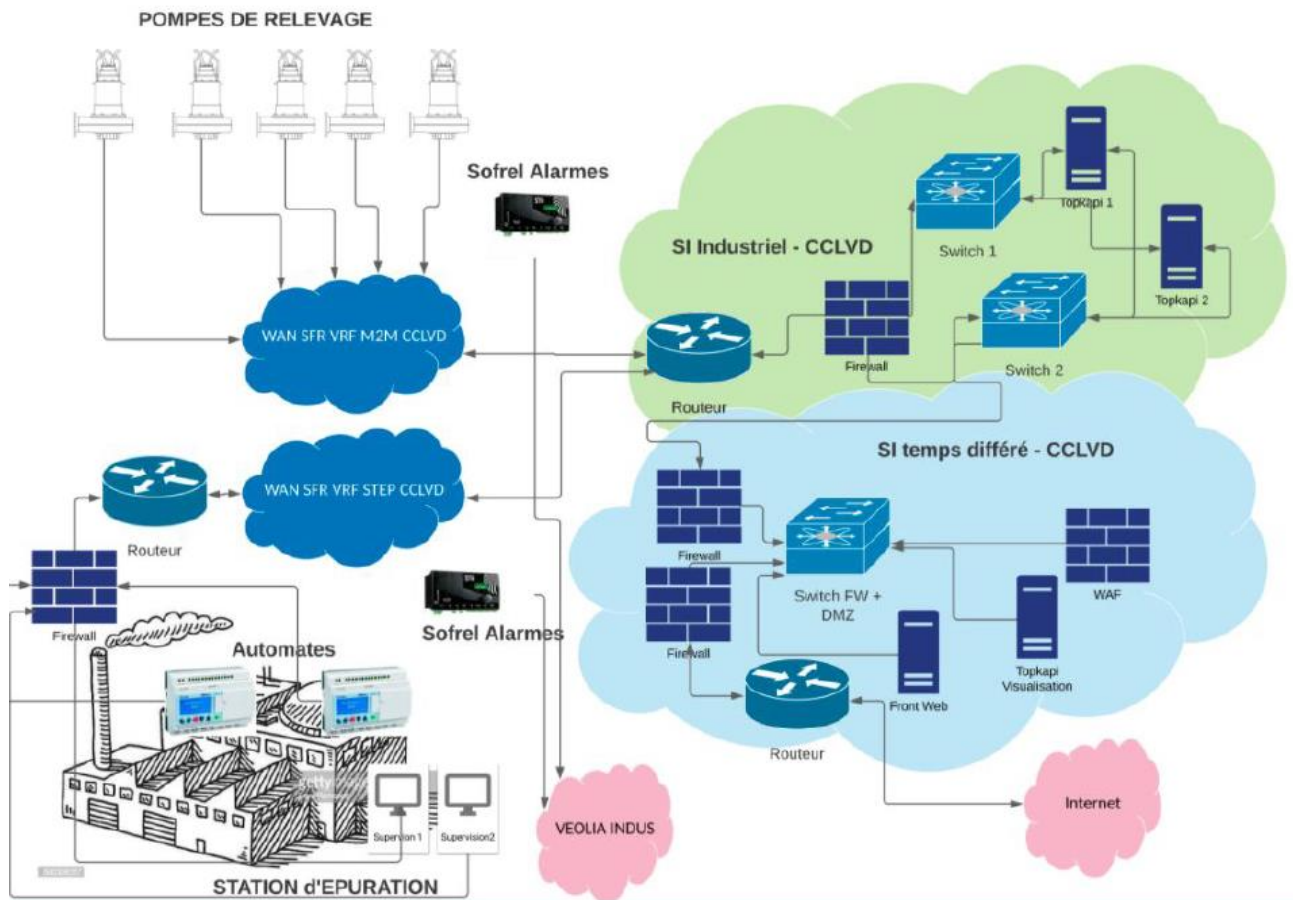 POMPES DE RELEVAGE
Sofrel Alarmes
Topkapi 1
SI Industriel - CCLVD
Switch 1
Topkapi 2
WAN SFR VRF M2M CCLVD
Firewall
Switch 2
Routeur
SI temps différé - CCLVD
WAN SFR VRF STEP CCLVD
Routeur
Firewall
Switch FW +
DMZ
WAF
Firewall
Sofrel Alarmes
Firewall
Automates
Topkapi
Visualisation
Front Web
Routeur
Internet
VEOLIA INDUS
Supervion 1
Supervision2
STATION d'EPURATION